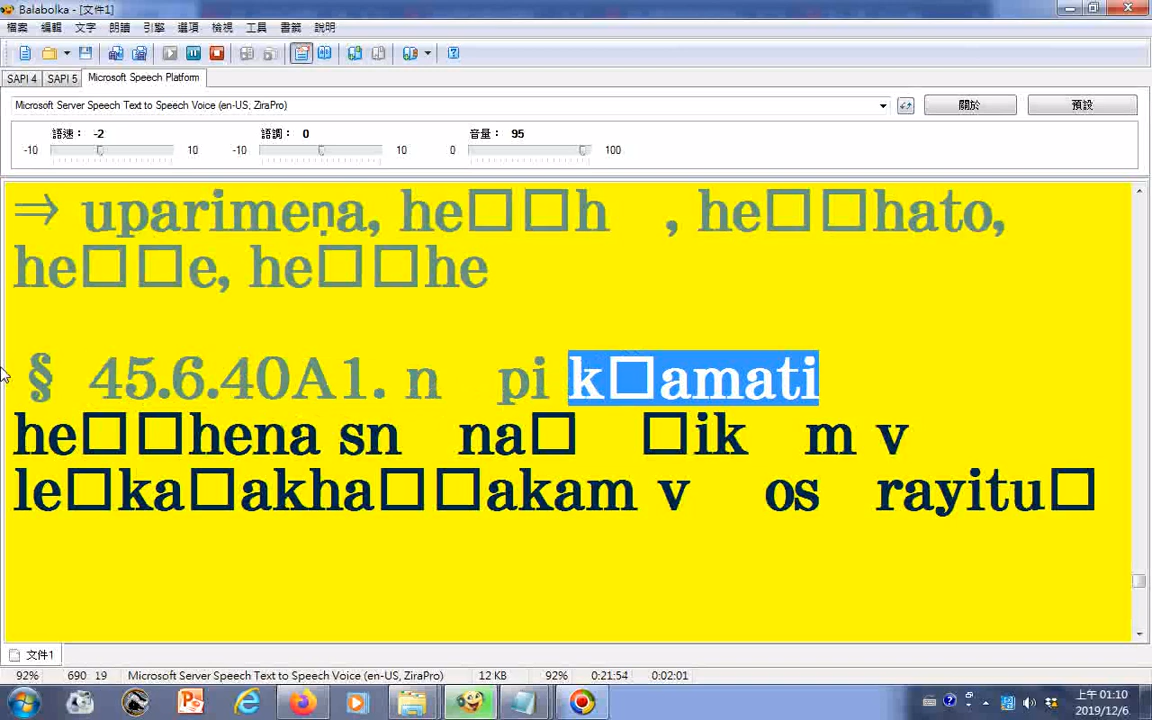 Balabolka - [文件1]
檔案 編輯 文字 朗讀 引擎 選項 檢視 工具 書籤 說明
SAPI 4 SAPI 5 Microsoft Speech Platform
Microsoft Server Speech Text to Speech Voice (en-US, ZiraPro) 關於 預設
語速： -2 語調： 0 音量： 95
-10 10 -10 10 0 100
⇒ uparimeṇa, he□□h , he□□hato,
he□□e, he□□he
§ 45.6.40A1. n pi k□amati
he□□hena sn na□ □ik m v
le□ka□akha□□akam v os rayitu□
文件1
92% 690 19 Microsoft Server Speech Text to Speech Voice (en-US, ZiraPro) 12 KB 92% 0:21:54 0:02:01
上午 01:10
2019/12/6